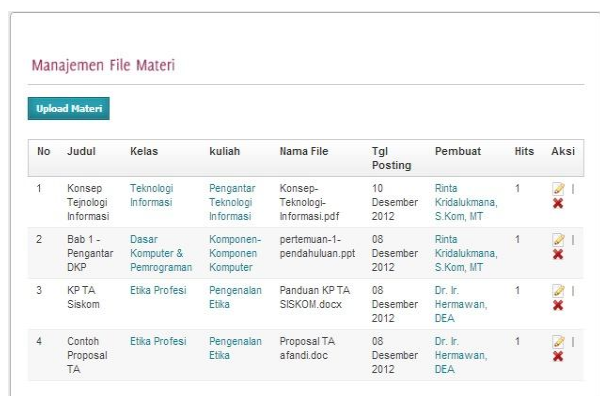 Manajemen File Materi
Upload Materi
No Judul Kelas kuliah Nama File Tgl Posting Pembuat Hits Aksi
1 Konsep Tejnologi Informasi Teknologi Informasi Pengantar Teknologi Informasi Konsep-Teknologi-Informasi.pdf 10 Desember 2012 Rinta Kridalukmana, S.Kom, MT 1 |
2 Bab 1 - Pengantar DKP Dasar Komputer & Pemrograman Komponen-Komponen Komputer pertemuan-1-pendahuluan.ppt 08 Desember 2012 Rinta Kridalukmana, S.Kom, MT 1 |
3 KP TA Siskom Etika Profesi Pengenalan Etika Panduan KP TA SISKOM.docx 08 Desember 2012 Dr. Ir. Hermawan, DEA 1 |
4 Contoh Proposal TA Etika Profesi Pengenalan Etika Proposal TA afandi.doc 08 Desember 2012 Dr. Ir. Hermawan, DEA 1 |